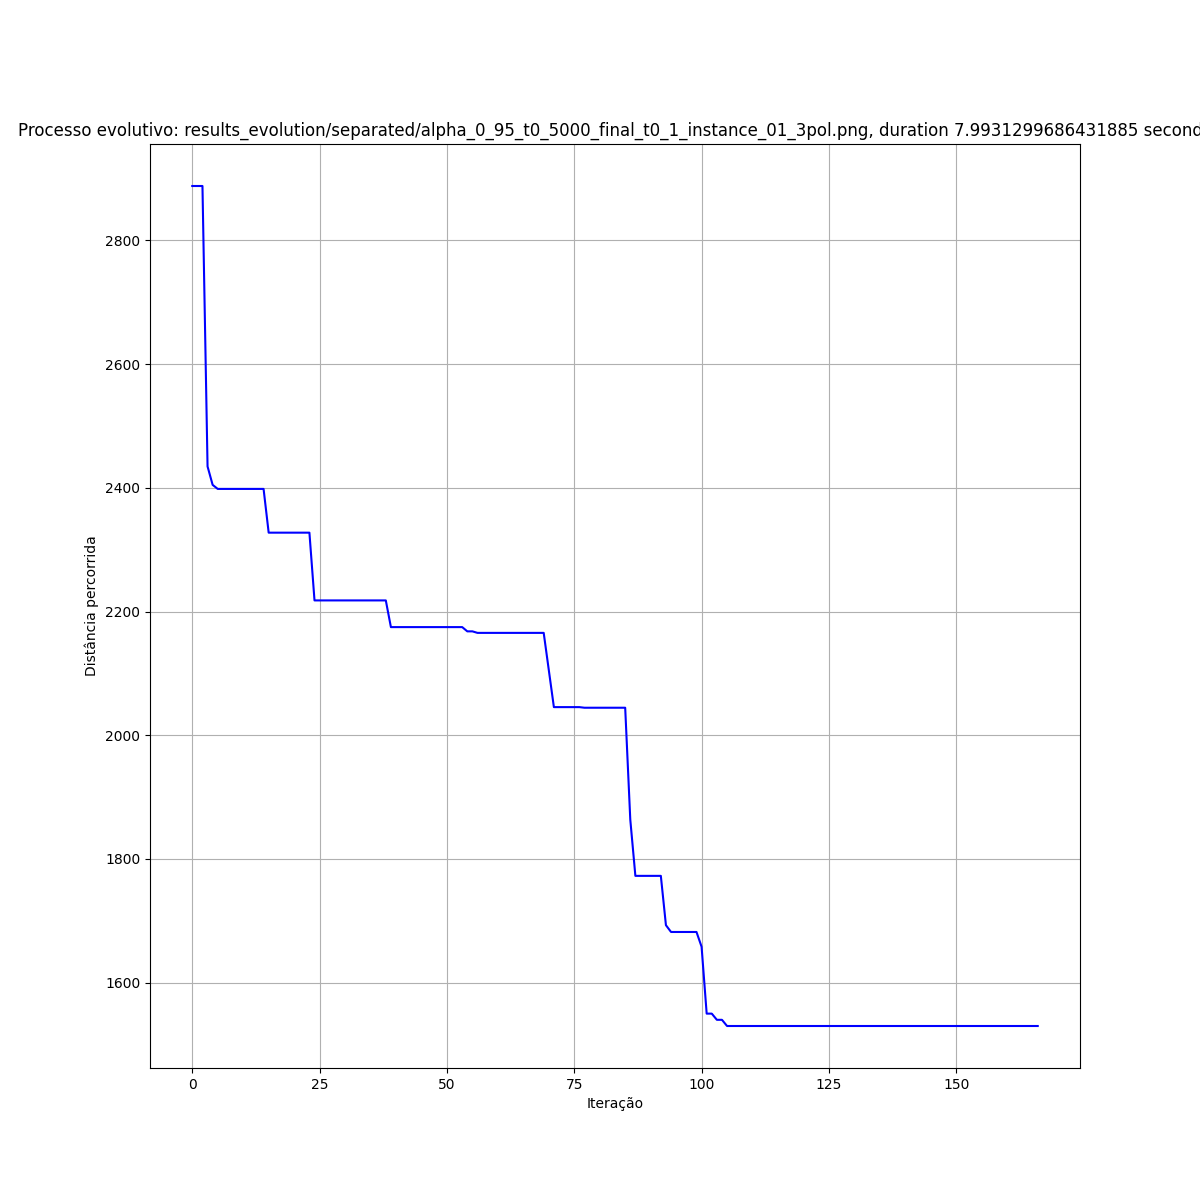 Processo evolutivo: results_evolution/separated/alpha_0_95_t0_5000_final_t0_1_instance_01_3pol.png, duration 7.9931299686431885 second
2800
2600
2400
2200
2000
1800
1600
Distância percorrida
0 25 50 75 100 125 150
Iteração